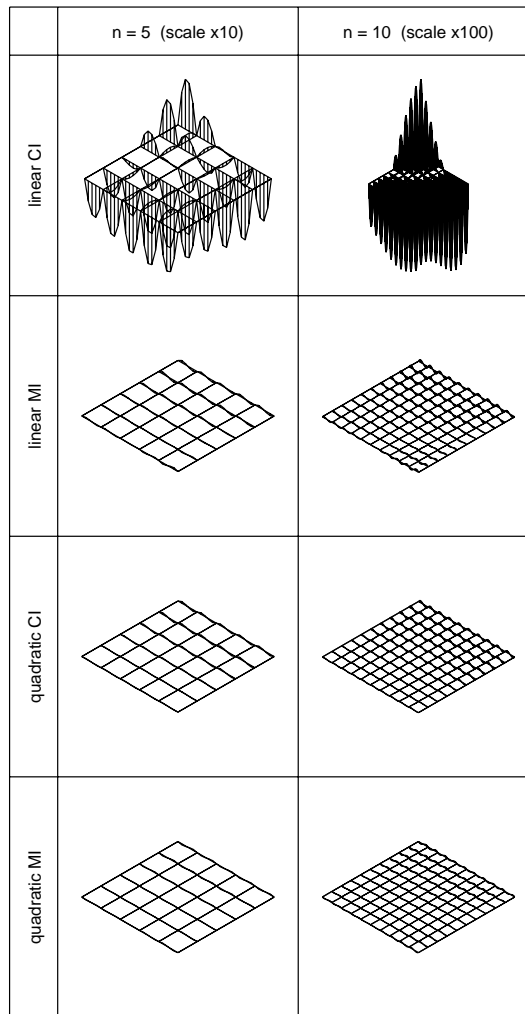 n = 5 (scale x10)
n = 10 (scale x100)
linear CI
linear MI
quadratic CI
quadratic MI